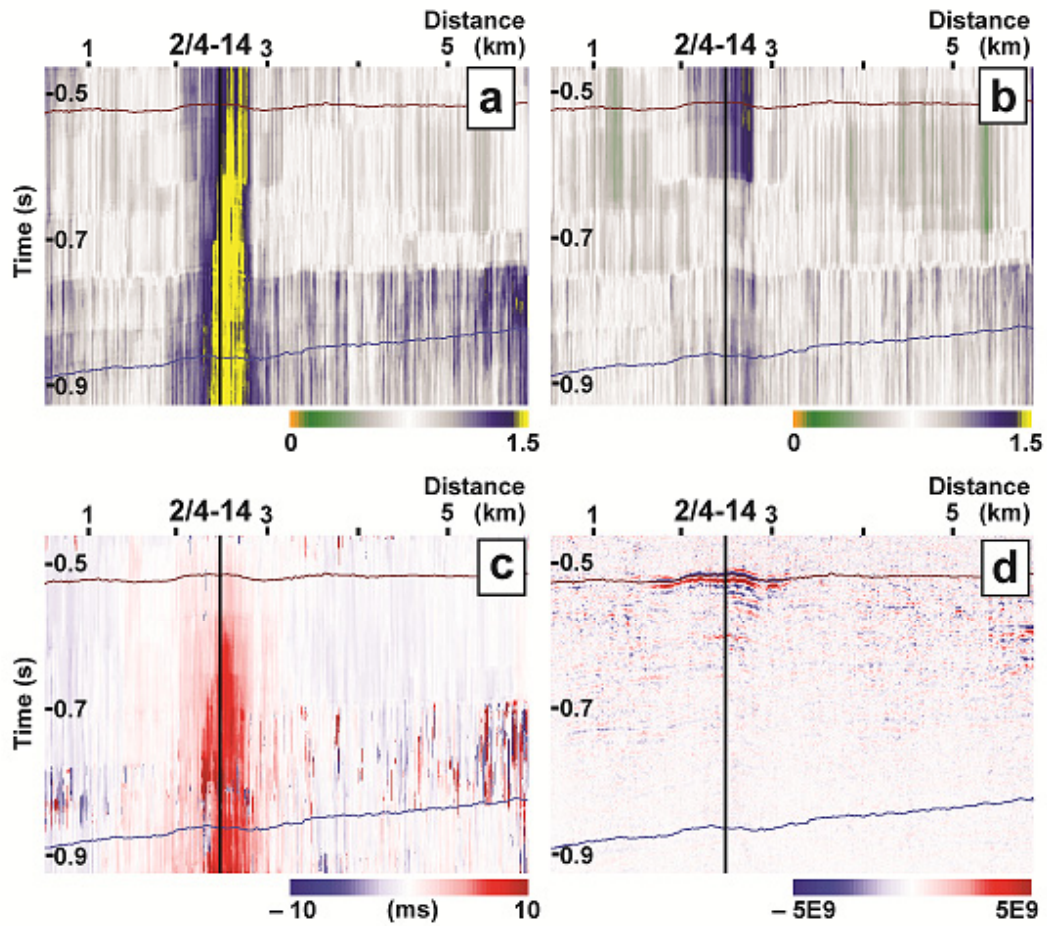 Distance
1 2/4-14 3 5 (km)
a
-0.5
-0.7
-0.9
Time (s)
0 1.5
Distance
1 2/4-14 3 5 (km)
b
-0.5
-0.7
-0.9
0 1.5
Distance
1 2/4-14 3 5 (km)
c
-0.5
-0.7
-0.9
Time (s)
– 10 (ms) 10
Distance
1 2/4-14 3 5 (km)
d
-0.5
-0.7
-0.9
– 5E9 5E9